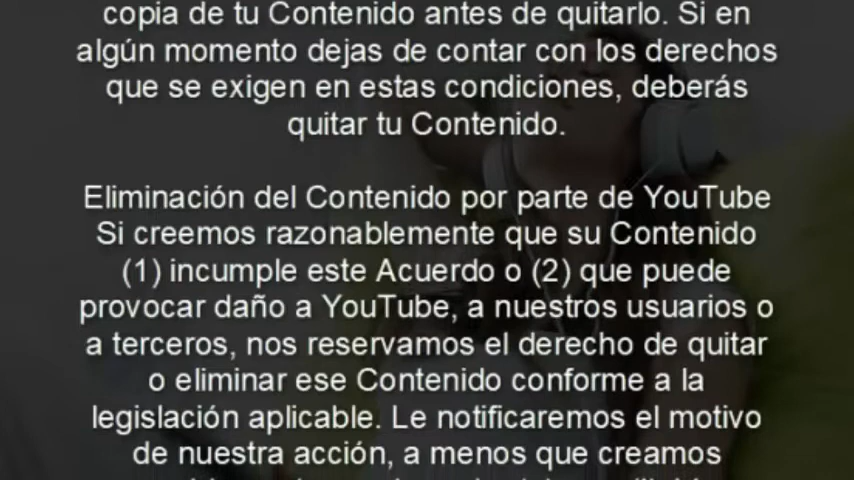 copia de tu Contenido antes de quitarlo. Si en
algún momento dejas de contar con los derechos
que se exigen en estas condiciones, deberás
quitar tu Contenido.
Eliminación del Contenido por parte de YouTube
Si creemos razonablemente que su Contenido
(1) incumple este Acuerdo o (2) que puede
provocar daño a YouTube, a nuestros usuarios o
a terceros, nos reservamos el derecho de quitar
o eliminar ese Contenido conforme a la
legislación aplicable. Le notificaremos el motivo
de nuestra acción, a menos que creamos